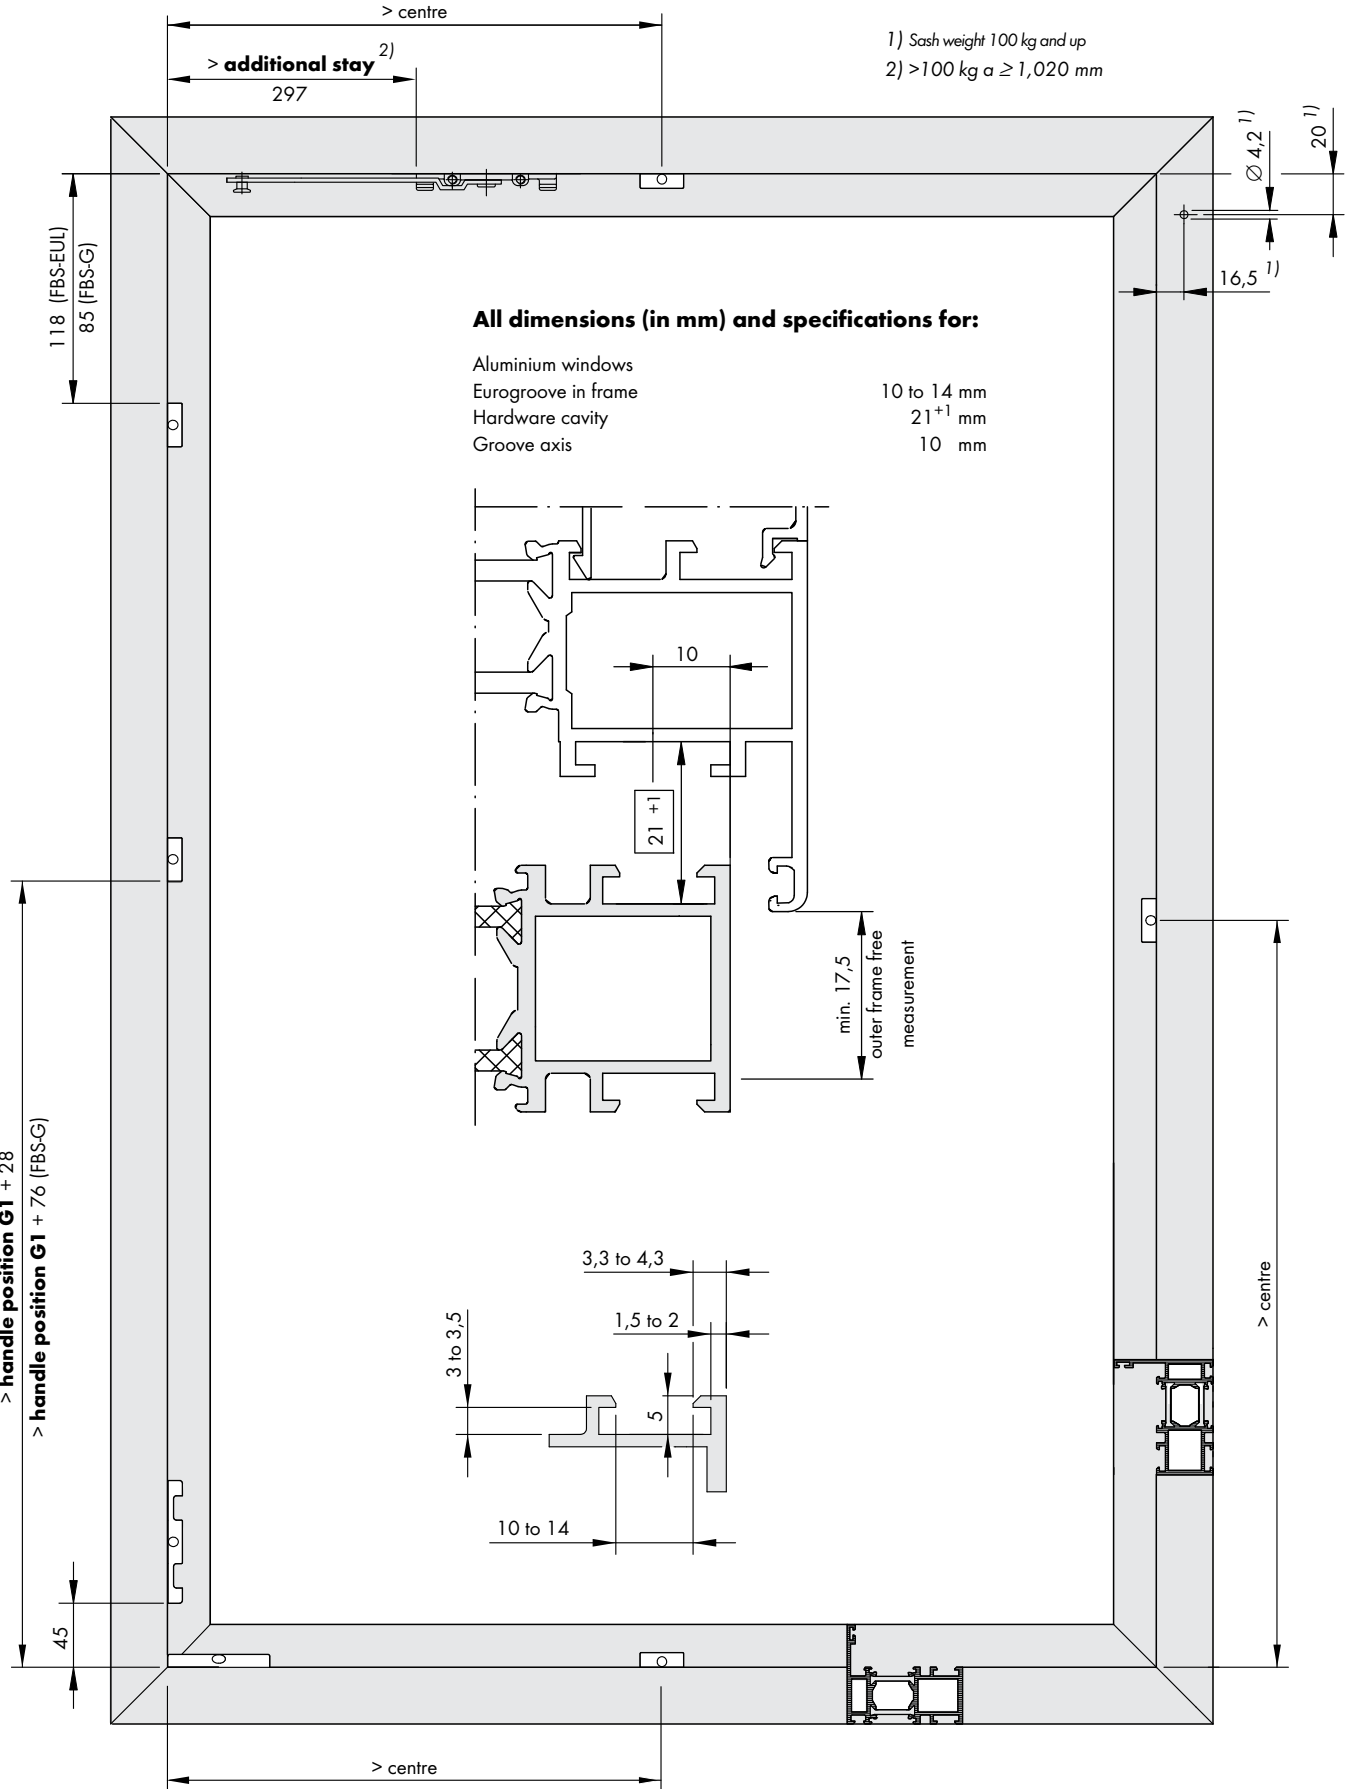 > centre
> additional stay 2)
297
1) Sash weight 100 kg and up
2) >100 kg a ≥ 1,020 mm
Ø 4,2 1)
20 1)
16,5 1)
118 (FBS-EUL)
85 (FBS-G)
All dimensions (in mm) and specifications for:
Aluminium windows
Eurogroove in frame 10 to 14 mm
Hardware cavity 21+1 mm
Groove axis 10 mm
10
21 +1
min. 17,5
outer frame free
measurement
> handle position G1 + 28
> handle position G1 + 76 (FBS-G)
3,3 to 4,3
1,5 to 2
3 to 3,5
5
10 to 14
> centre
45
> centre